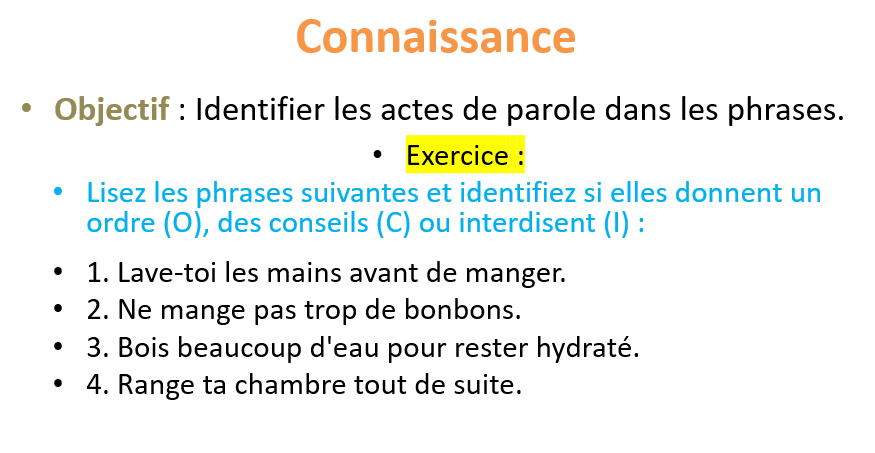 Connaissance
• Objectif : Identifier les actes de parole dans les phrases.
• Exercice :
• Lisez les phrases suivantes et identifiez si elles donnent un
ordre (O), des conseils (C) ou interdisent (I) :
• 1. Lave-toi les mains avant de manger.
• 2. Ne mange pas trop de bonbons.
• 3. Bois beaucoup d'eau pour rester hydraté.
• 4. Range ta chambre tout de suite.